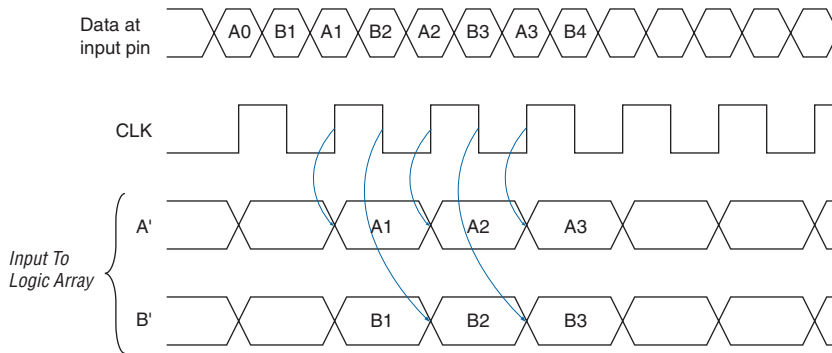 Data at
input pin
A0 B1 A1 B2 A2 B3 A3 B4
CLK
A'
A1 A2 A3
Input To
Logic Array
B'
B1 B2 B3